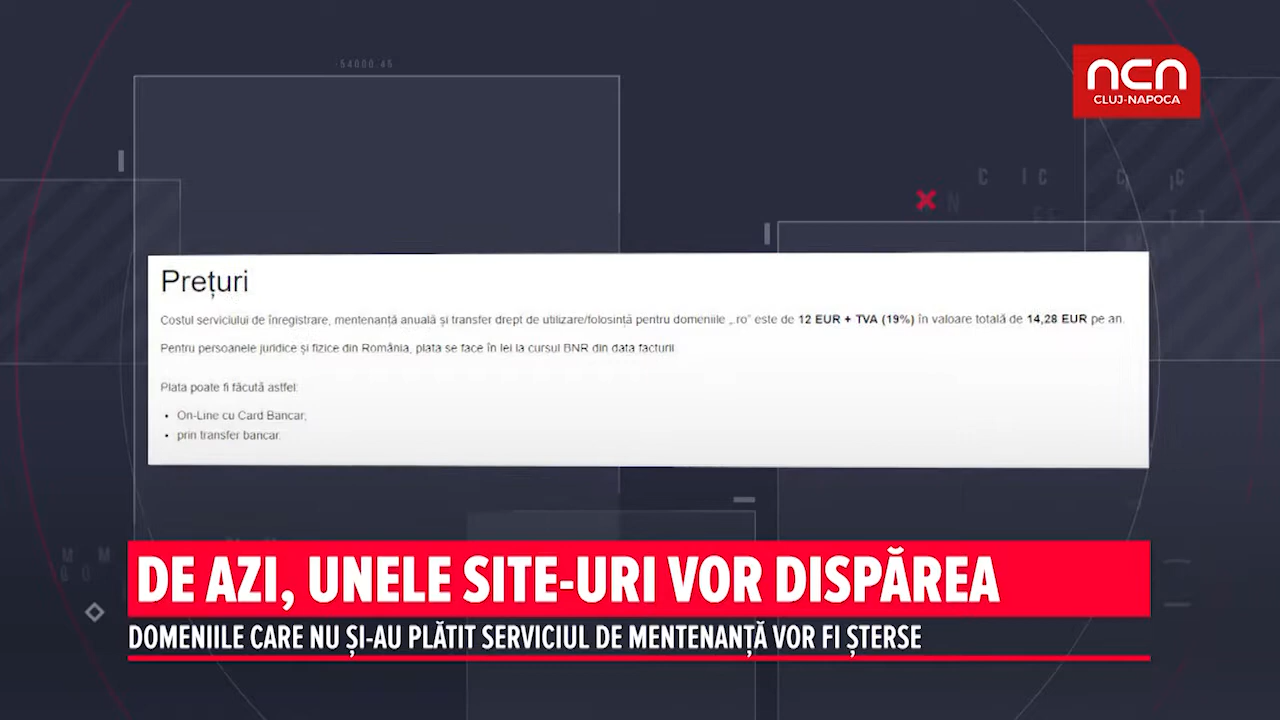 54000.45
ncn
CLUJ-NAPOCA
Prețuri
Costul serviciului de înregistrare, mentenanță anuală și transfer drept de utilizare/folosință pentru domeniile „.ro” este de 12 EUR + TVA (19%) în valoare totală de 14,28 EUR pe an.
Pentru persoanele juridice și fizice din România, plata se face în lei la cursul BNR din data facturii.
Plata poate fi făcută astfel:
• On-Line cu Card Bancar;
• prin transfer bancar.
DE AZI, UNELE SITE-URI VOR DISPĂREA
DOMENIILE CARE NU ȘI-AU PLĂTIT SERVICIUL DE MENTENANȚĂ VOR FI ȘTERSE